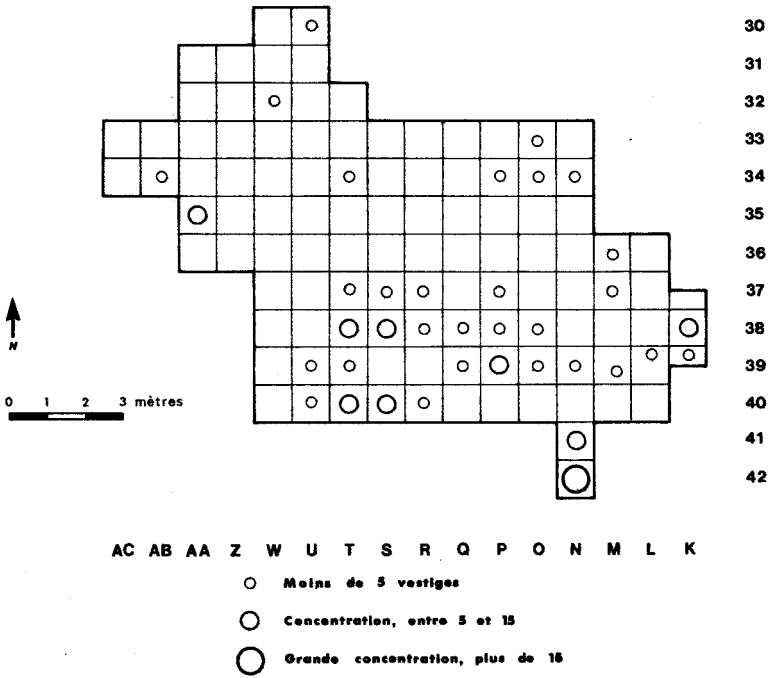 30
31
32
33
34
35
36
37
38
39
40
41
42
N
0 1 2 3 mètres
AC AB AA Z W U T S R Q P O N M L K
Moins de 5 vestiges
Concentration, entre 5 et 15
Grande concentration, plus de 15